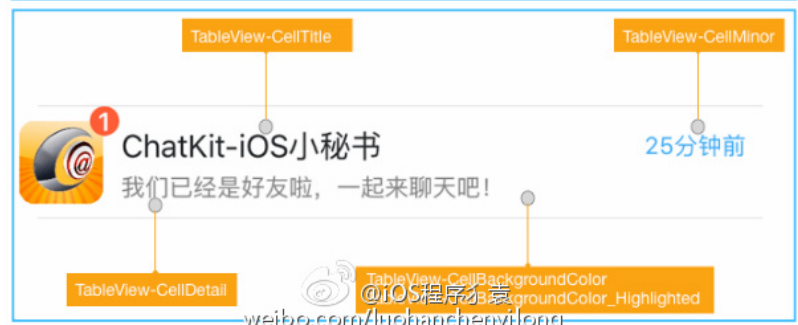 TableView-CellTitle
TableView-CellMinor
1
ChatKit-iOS小秘书
25分钟前
我们已经是好友啦，一起来聊天吧！
TableView-CellDetail
TableView-CellBackgroundColor
BackgroundColor_Highlighted
@iOS程序犭袁
weibo.com/luohanchenyilong